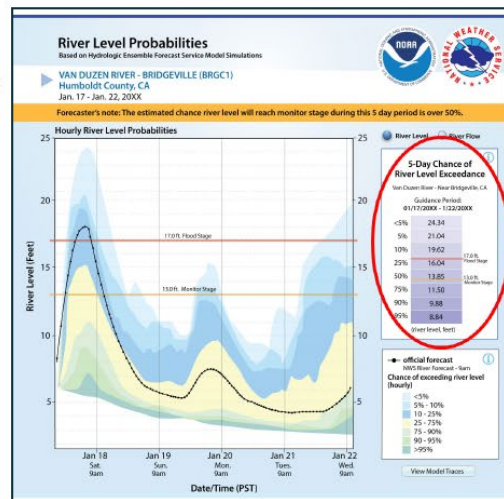 River Level Probabilities
Based on Hydrologic Ensemble Forecast Service Model Simulations
VAN DUZEN RIVER - BRIDGEVILLE (BRGC1)
Humboldt County, CA
Jan. 17 - Jan. 22, 20XX
NOAA
NATIONAL WEATHER SERVICE
Forecaster's note: The estimated chance river level will reach monitor stage during this 5 day period is over 50%.
Hourly River Level Probabilities
River Level
River Flow
25
20
15
10
5
River Level (Feet)
17.0 ft. Flood Stage
13.0 ft. Monitor Stage
Jan 18 Jan 19 Jan 20 Jan 21 Jan 22
Sat. Sun. Mon. Tues. Wed.
9am 9am 9am 9am 9am
Date/Time (PST)
5-Day Chance of
River Level Exceedance
Van Duzen River - Near Bridgeville, CA
Guidance Period:
01/17/20XX - 1/22/20XX
<5% 24.34
5% 21.04
10% 19.62
25% 16.04
17.0 ft
Flood Stage
50% 13.85
13.0 ft
Monitor Stage
75% 11.50
90% 9.88
95% 8.84
(river level, feet)
official forecast
NWS River Forecast - 9am
Chance of exceeding river level
(hourly)
<5%
5% - 10%
10 - 25%
25 - 75%
75 - 90%
90 - 95%
>95%
View Model Traces